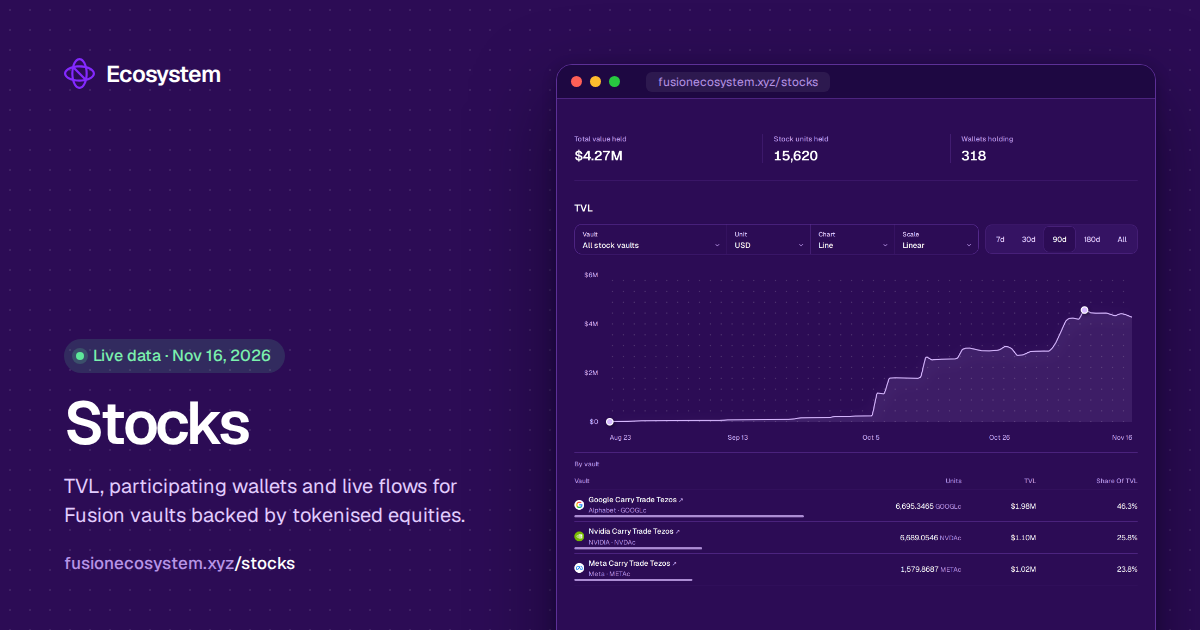 Ecosystem
Live data · Nov 16, 2026
Stocks
TVL, participating wallets and live flows for
Fusion vaults backed by tokenised equities.
fusionecosystem.xyz/stocks
fusionecosystem.xyz/stocks
Total value held Stock units held Wallets holding
$4.27M 15,620 318
TVL
Vault Unit Chart Scale
All stock vaults USD Line Linear 7d 30d 90d 180d All
$6M
$4M
$2M
$0
Aug 23 Sep 13 Oct 5 Oct 26 Nov 16
By vault
Vault Units TVL Share Of TVL
Google Carry Trade Tezos ↗
Alphabet · GOOGLc
6,695.3465 GOOGLc $1.98M 46.3%
Nvidia Carry Trade Tezos ↗
NVIDIA · NVDAc
6,689.0546 NVDAc $1.10M 25.8%
Meta Carry Trade Tezos ↗
Meta · METAc
1,579.8687 METAc $1.02M 23.8%